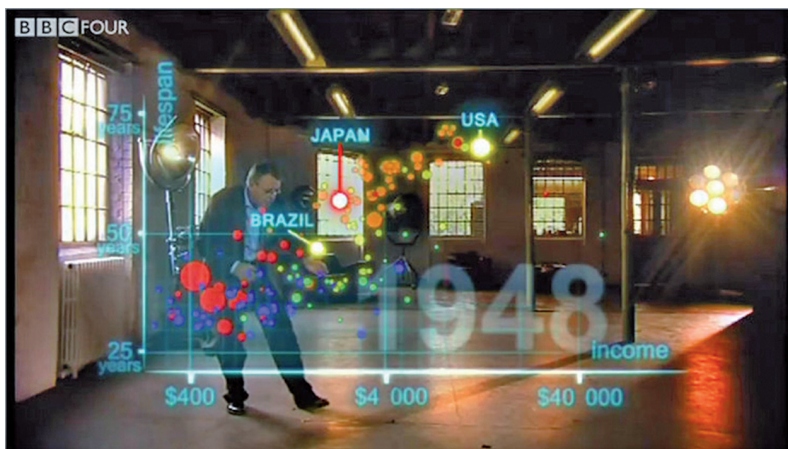 BBC FOUR
lifespan
75
years
JAPAN
USA
BRAZIL
50
years
1948
25
years
income
$400
$4 000
$40 000